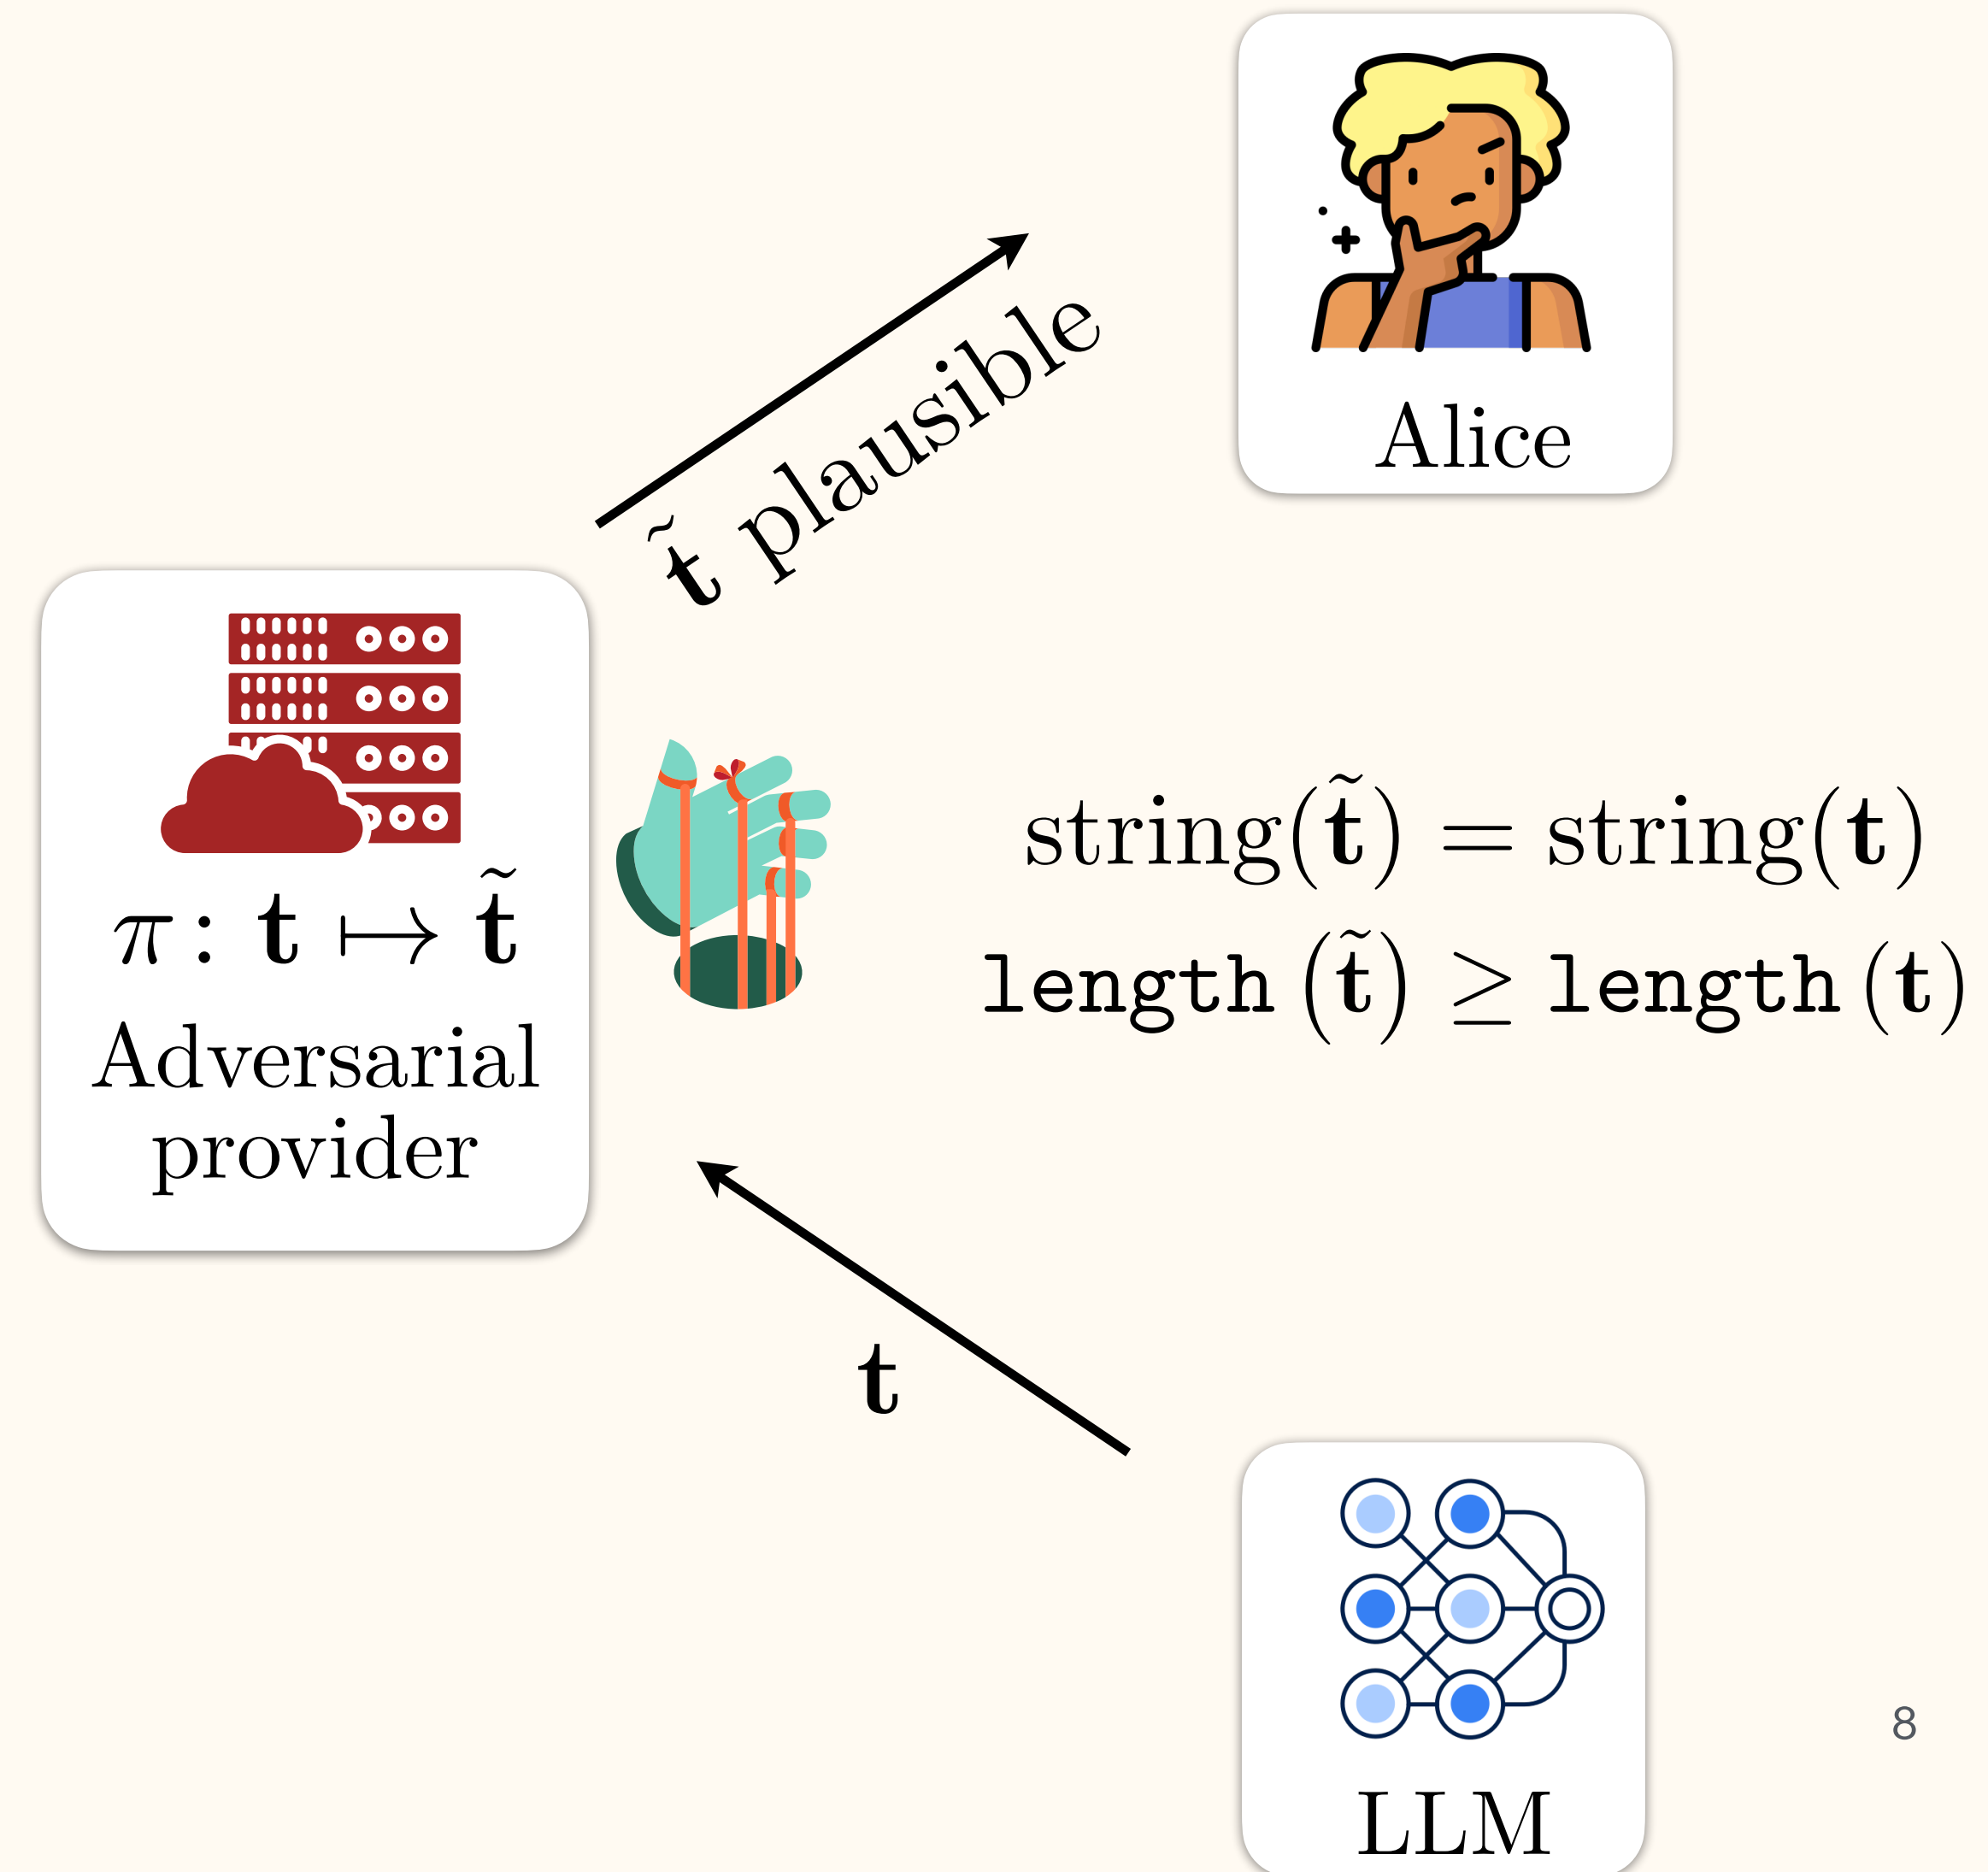 Alice
t̃ plausible
π : t ↦ t̃
Adversarial
provider
string(t̃) = string(t)
length(t̃) ≥ length(t)
t
LLM
8